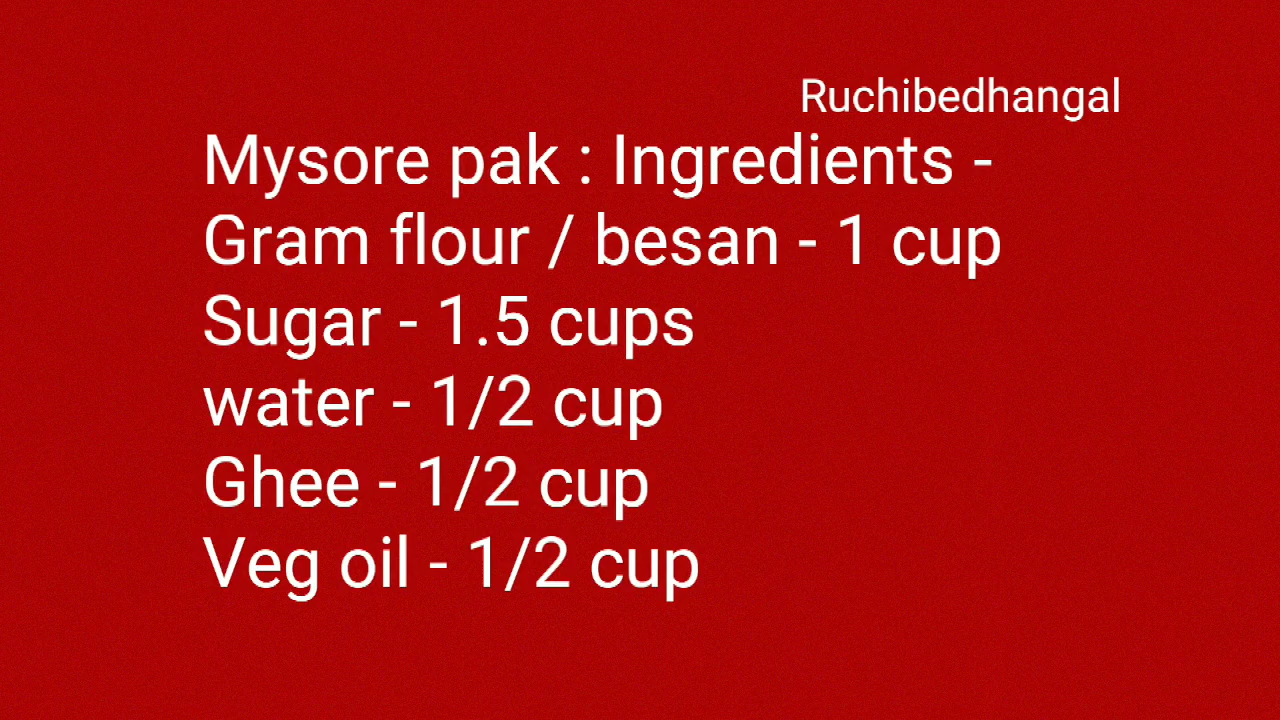 Ruchibedhangal
Mysore pak : Ingredients -
Gram flour / besan - 1 cup
Sugar - 1.5 cups
water - 1/2 cup
Ghee - 1/2 cup
Veg oil - 1/2 cup